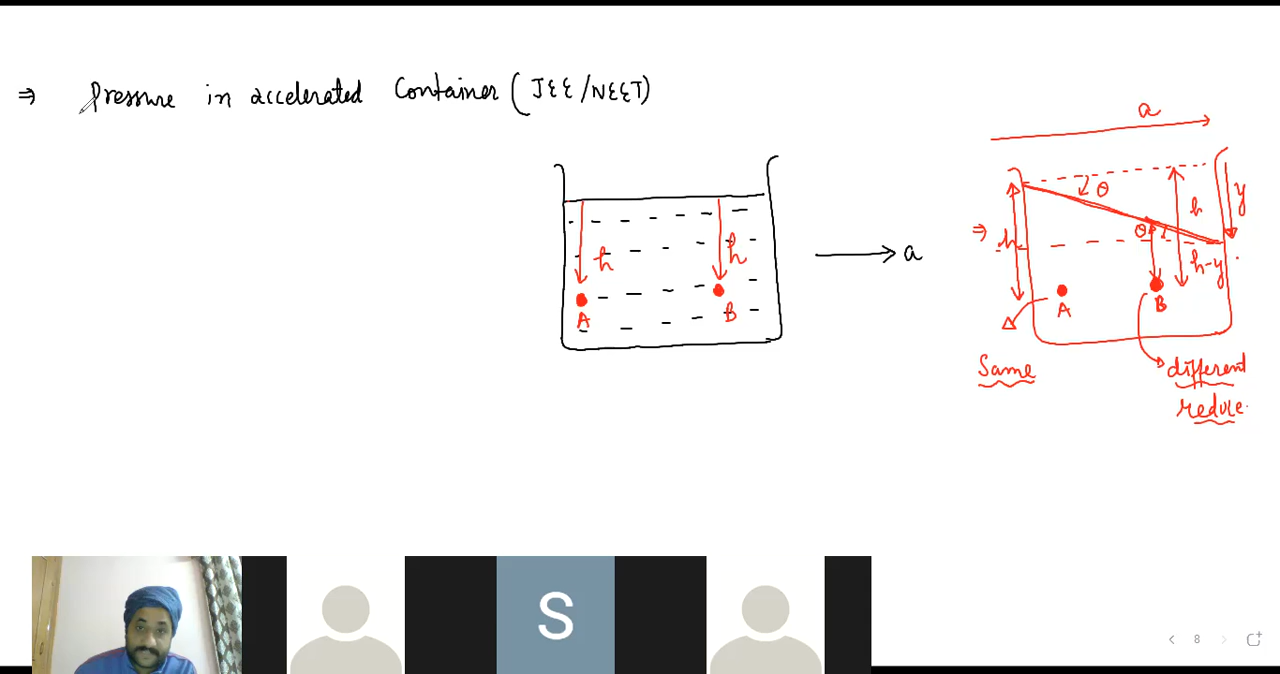 ⇒ Pressure in accelerated Container (JEE/NEET)
a
θ
h
y
h
h
→ a
⇒
h
θ
h-y
A
B
A
B
Same
different
reduce.
S
8